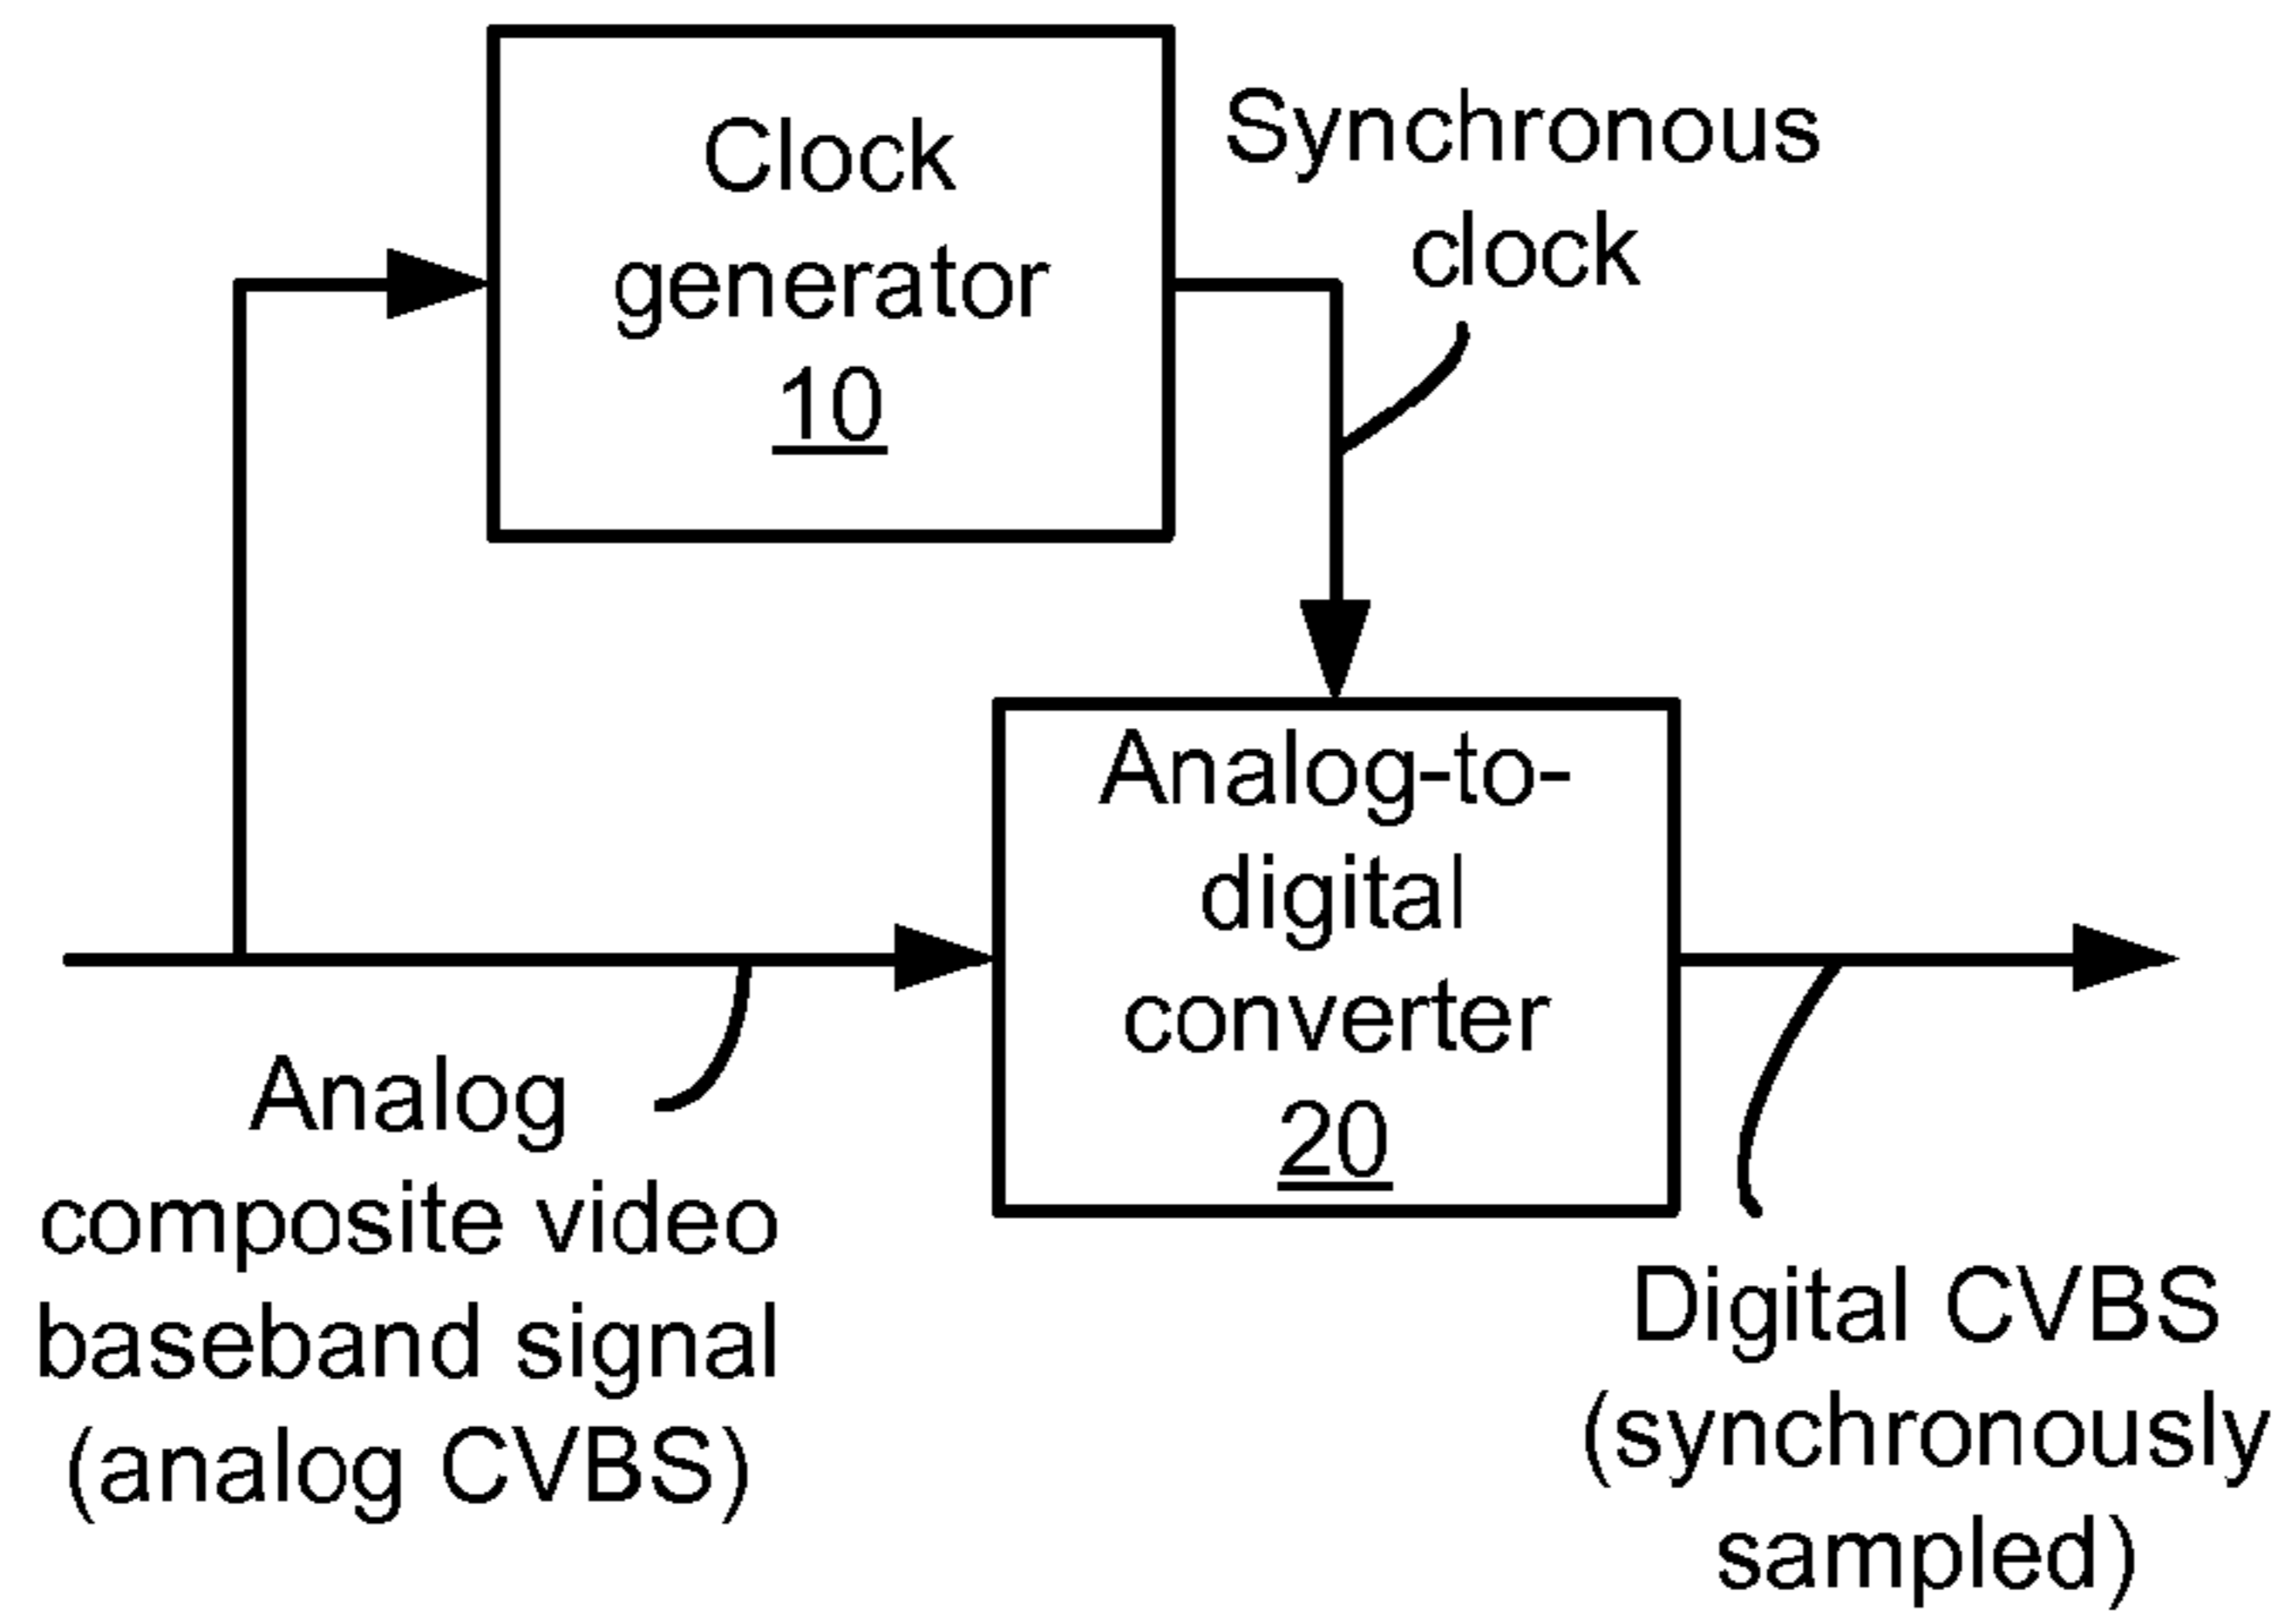 Clock
generator
10
Synchronous
clock
Analog-to-
digital
converter
20
Analog
composite video
baseband signal
(analog CVBS)
Digital CVBS
(synchronously
sampled)